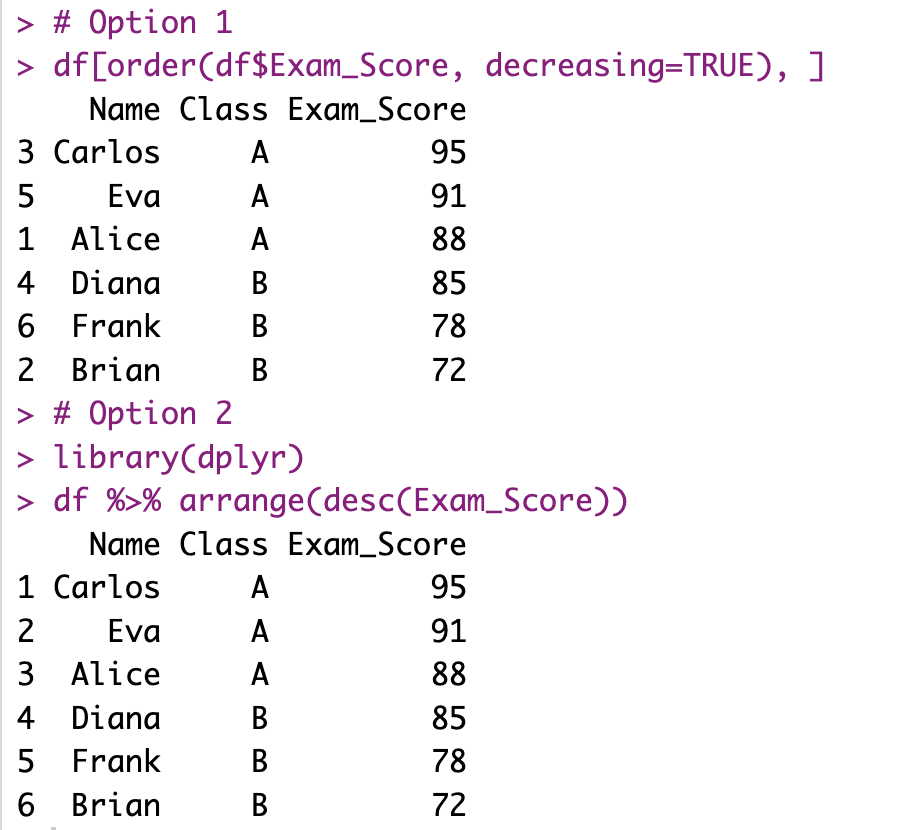 > # Option 1
> df[order(df$Exam_Score, decreasing=TRUE), ]
    Name Class Exam_Score
3 Carlos     A         95
5    Eva     A         91
1  Alice     A         88
4  Diana     B         85
6  Frank     B         78
2  Brian     B         72
> # Option 2
> library(dplyr)
> df %>% arrange(desc(Exam_Score))
    Name Class Exam_Score
1 Carlos     A         95
2    Eva     A         91
3  Alice     A         88
4  Diana     B         85
5  Frank     B         78
6  Brian     B         72